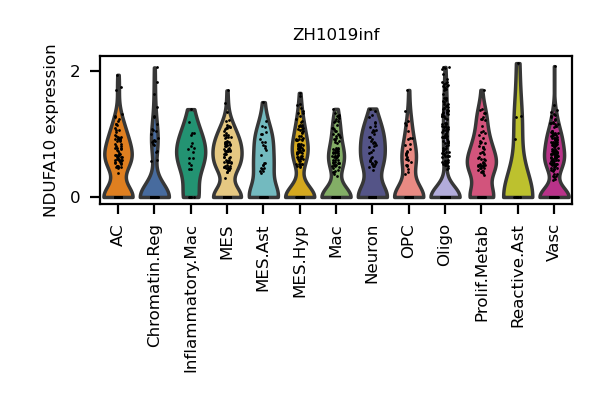 ZH1019inf
NDUFA10 expression
2
0
AC
Chromatin.Reg
Inflammatory.Mac
MES
MES.Ast
MES.Hyp
Mac
Neuron
OPC
Oligo
Prolif.Metab
Reactive.Ast
Vasc